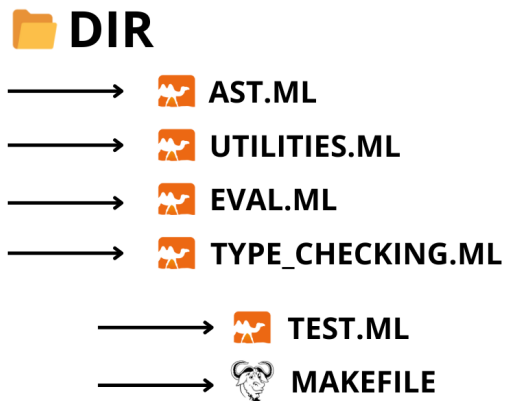 DIR
AST.ML
UTILITIES.ML
EVAL.ML
TYPE_CHECKING.ML
TEST.ML
MAKEFILE